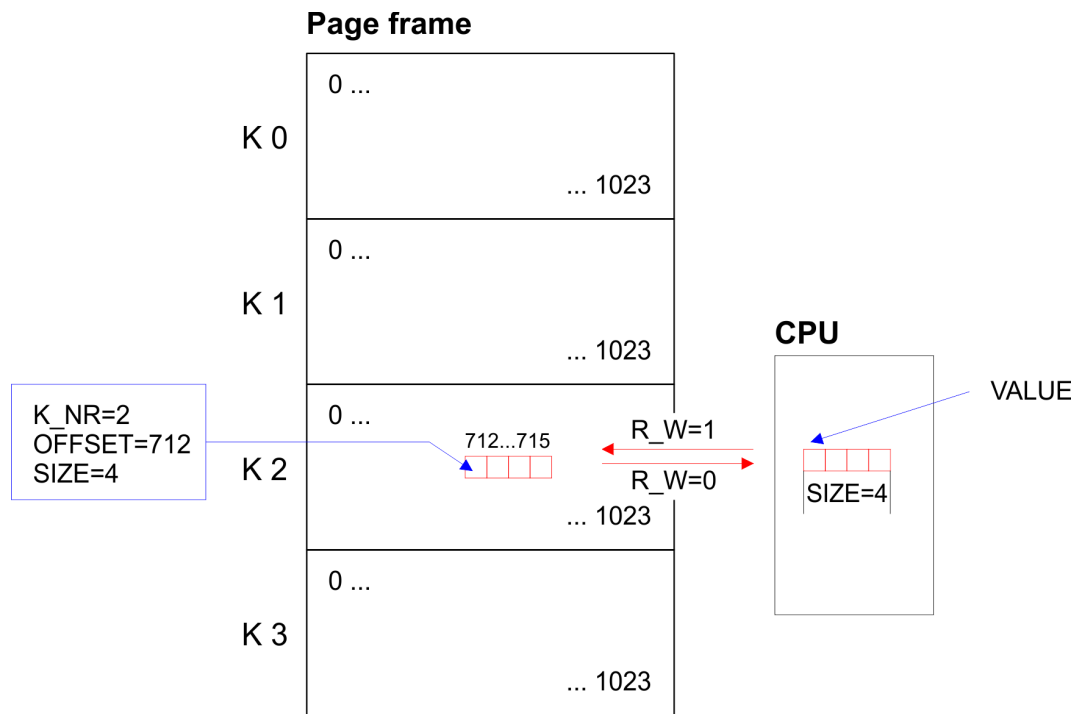 Page frame
0 ...
K 0
... 1023
0 ...
K 1
... 1023
CPU
K_NR=2
OFFSET=712
SIZE=4
0 ...
712...715
K 2
... 1023
R_W=1
R_W=0
VALUE
SIZE=4
0 ...
K 3
... 1023